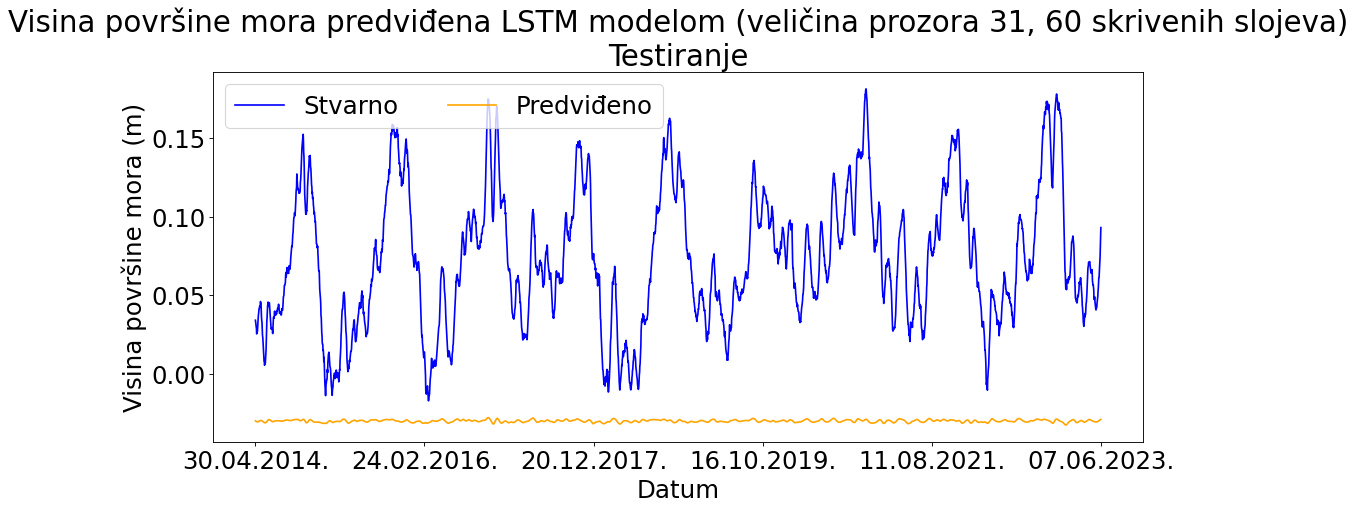 Visina površine mora predviđena LSTM modelom (veličina prozora 31, 60 skrivenih slojeva)
Testiranje
Stvarno Predviđeno
Visina površine mora (m)
0.15
0.10
0.05
0.00
30.04.2014. 24.02.2016. 20.12.2017. 16.10.2019. 11.08.2021. 07.06.2023.
Datum